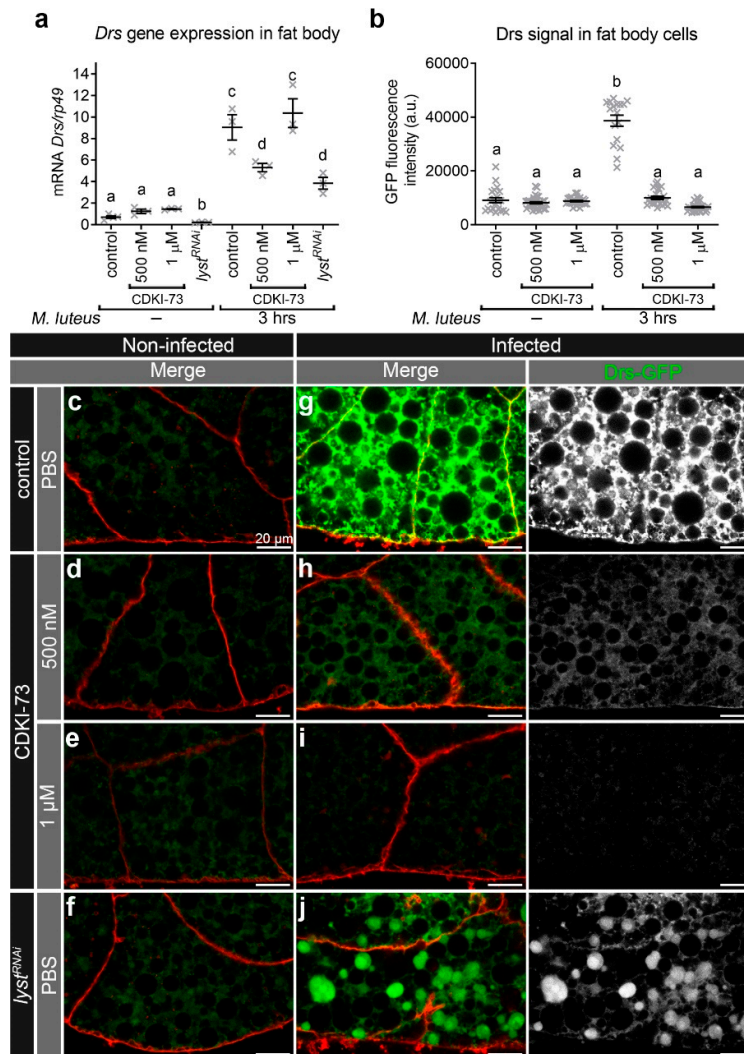 a
Drs gene expression in fat body
mRNA Drs/rp49
14
12
10
8
6
4
2
0
a
a
a
b
c
d
c
d
control
500 nM
1 µM
lystRNAi
control
500 nM
1 µM
lystRNAi
CDKI-73
CDKI-73
M. luteus
–
3 hrs
b
Drs signal in fat body cells
GFP fluorescence
intensity (a.u.)
60000
40000
20000
0
a
a
a
b
a
a
control
500 nM
1 µM
control
500 nM
1 µM
CDKI-73
CDKI-73
M. luteus
–
3 hrs
Non-infected
Infected
Merge
Merge
Drs-GFP
control
PBS
c
20 µm
g
CDKI-73
500 nM
d
h
1 µM
e
i
lystRNAi
PBS
f
j